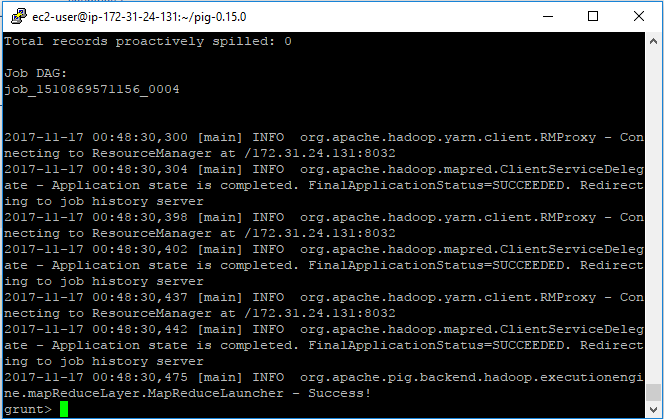 ec2-user@ip-172-31-24-131:~/pig-0.15.0
Total records proactively spilled: 0
Job DAG:
job_1510869571156_0004
2017-11-17 00:48:30,300 [main] INFO  org.apache.hadoop.yarn.client.RMProxy - Con
necting to ResourceManager at /172.31.24.131:8032
2017-11-17 00:48:30,304 [main] INFO  org.apache.hadoop.mapred.ClientServiceDeleg
ate - Application state is completed. FinalApplicationStatus=SUCCEEDED. Redirect
ing to job history server
2017-11-17 00:48:30,398 [main] INFO  org.apache.hadoop.yarn.client.RMProxy - Con
necting to ResourceManager at /172.31.24.131:8032
2017-11-17 00:48:30,402 [main] INFO  org.apache.hadoop.mapred.ClientServiceDeleg
ate - Application state is completed. FinalApplicationStatus=SUCCEEDED. Redirect
ing to job history server
2017-11-17 00:48:30,437 [main] INFO  org.apache.hadoop.yarn.client.RMProxy - Con
necting to ResourceManager at /172.31.24.131:8032
2017-11-17 00:48:30,442 [main] INFO  org.apache.hadoop.mapred.ClientServiceDeleg
ate - Application state is completed. FinalApplicationStatus=SUCCEEDED. Redirect
ing to job history server
2017-11-17 00:48:30,475 [main] INFO  org.apache.pig.backend.hadoop.executionengi
ne.mapReduceLayer.MapReduceLauncher - Success!
grunt>